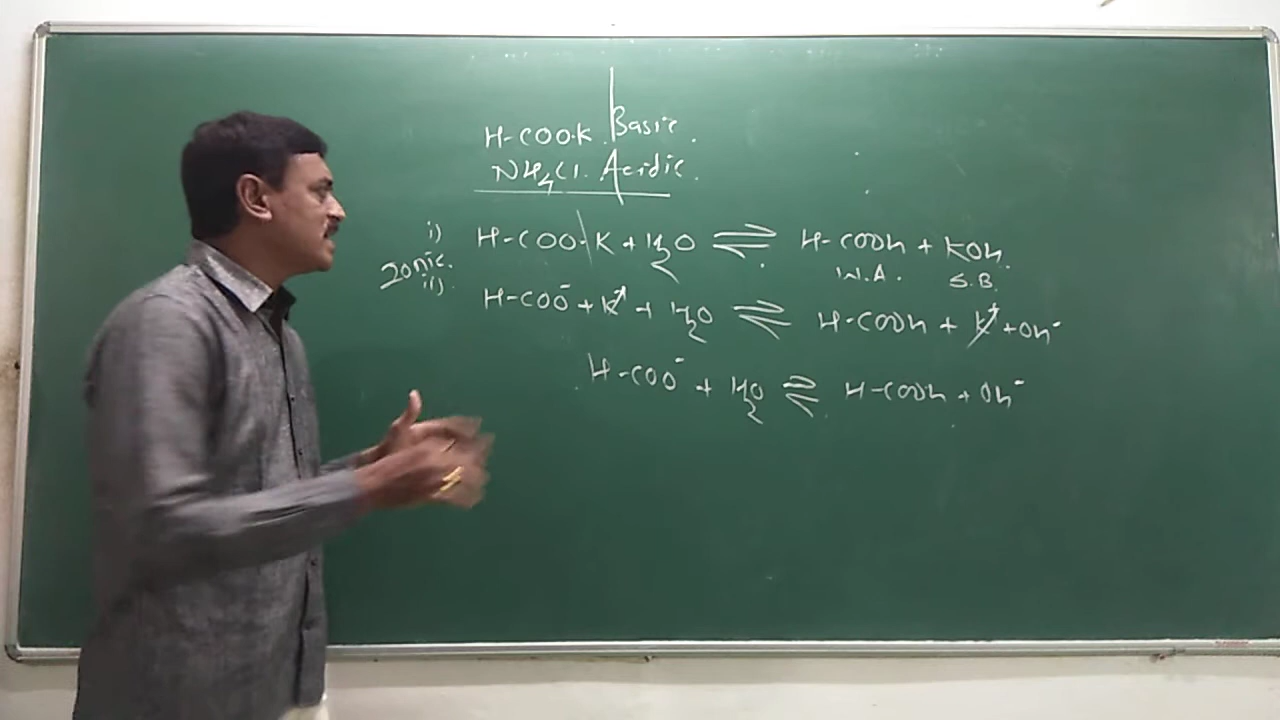 H-COOK. Basic.
NH4Cl. Acidic.
i) H-COO-K + H2O ⇌ H-COOH + KOH.
W.A. S.B.
Ionic.
ii) H-COO⁻ + K⁺ + H2O ⇌ H-COOH + K⁺ + OH⁻
H-COO⁻ + H2O ⇌ H-COOH + OH⁻